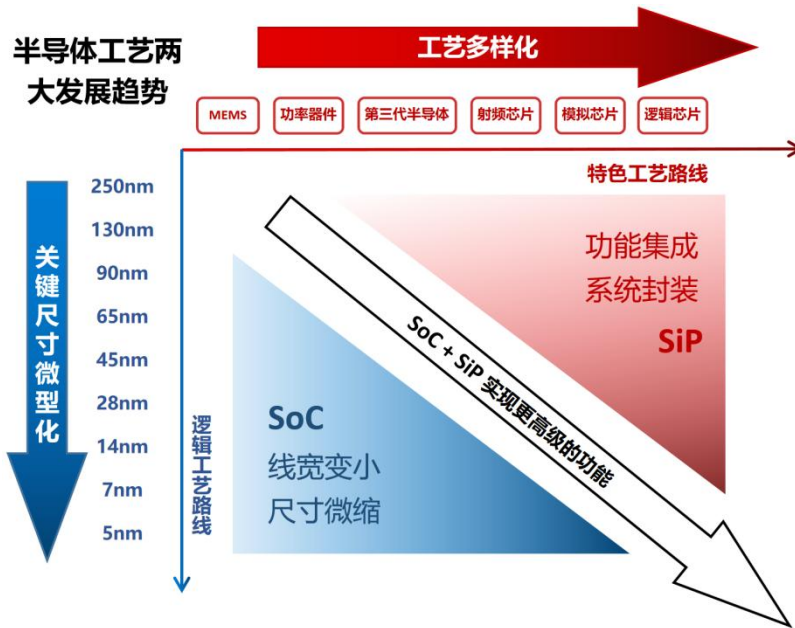 半导体工艺两
大发展趋势
工艺多样化
MEMS
功率器件
第三代半导体
射频芯片
模拟芯片
逻辑芯片
特色工艺路线
关键尺寸微型化
250nm
130nm
90nm
65nm
45nm
28nm
14nm
7nm
5nm
逻辑工艺路线
功能集成
系统封装
SiP
SoC + SiP 实现更高级的功能
SoC
线宽变小
尺寸微缩